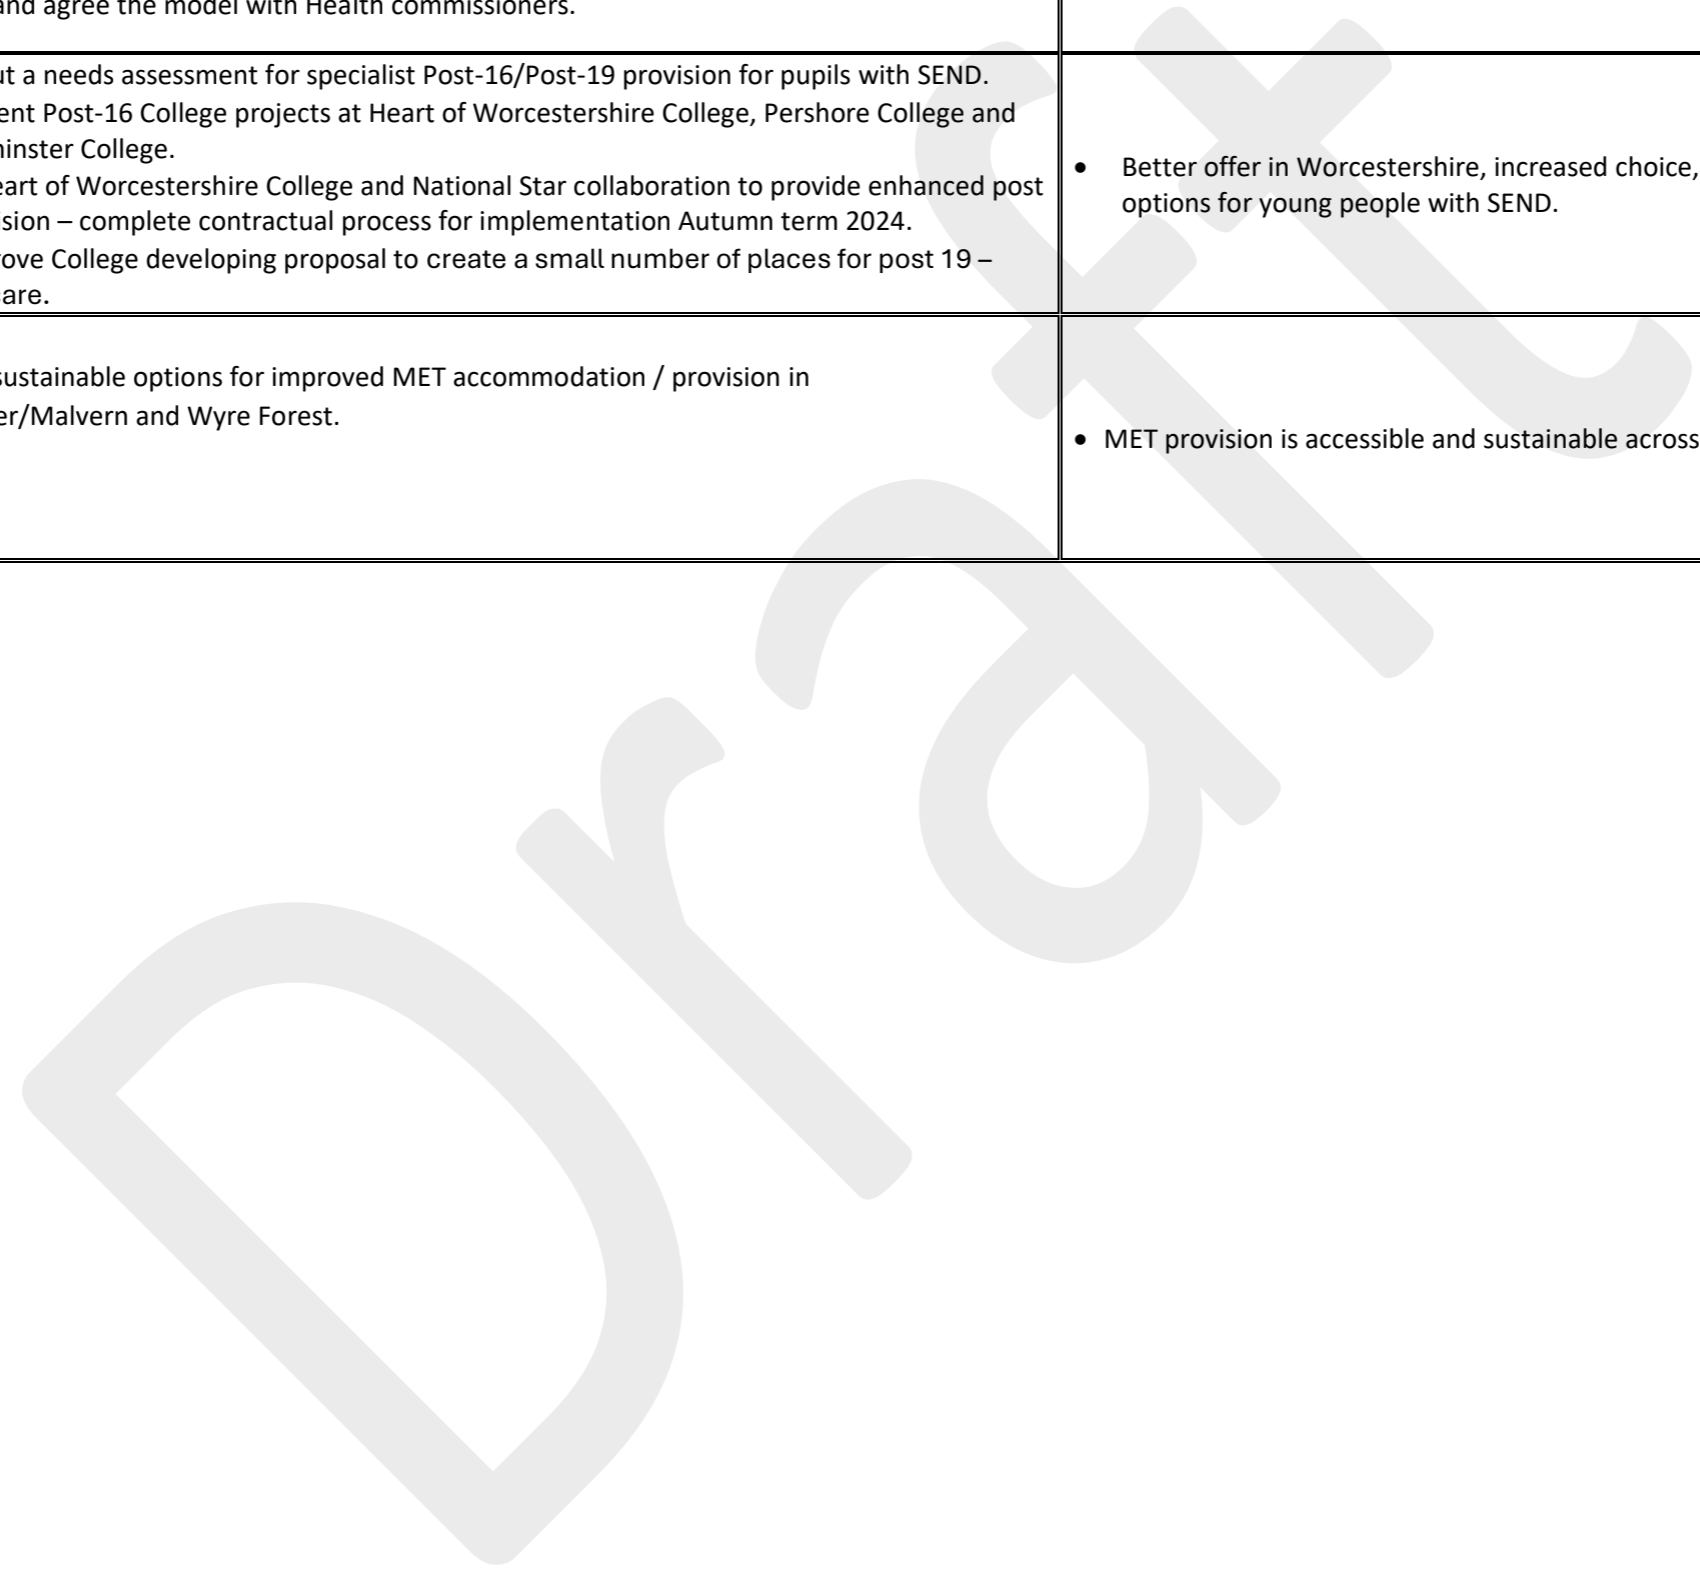 and agree the model with Health commissioners.
ut a needs assessment for specialist Post-16/Post-19 provision for pupils with SEND.
ent Post-16 College projects at Heart of Worcestershire College, Pershore College and
ninster College.
eart of Worcestershire College and National Star collaboration to provide enhanced post
ision – complete contractual process for implementation Autumn term 2024.
rove College developing proposal to create a small number of places for post 19 –
care.
• Better offer in Worcestershire, increased choice,
options for young people with SEND.
sustainable options for improved MET accommodation / provision in
er/Malvern and Wyre Forest.
• MET provision is accessible and sustainable across
Draft